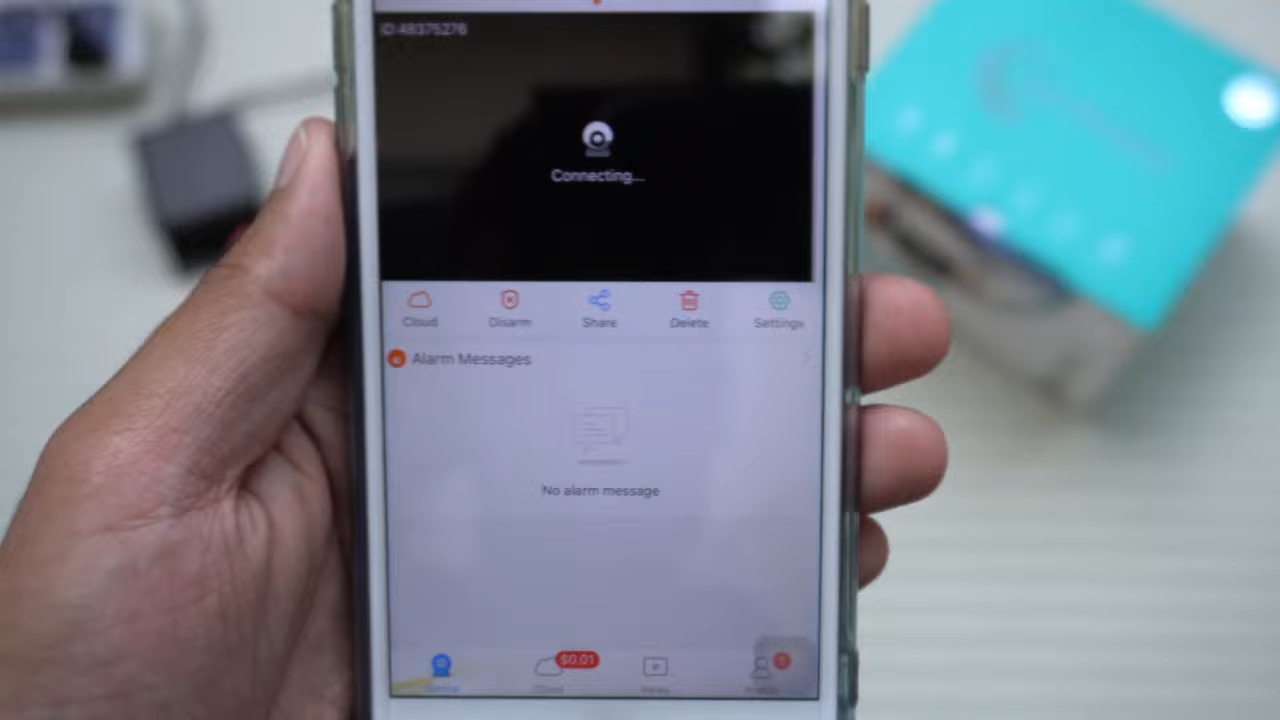 ID:48375276
Connecting...
Cloud Disarm Share Delete Settings
Alarm Messages
No alarm message
$0.01